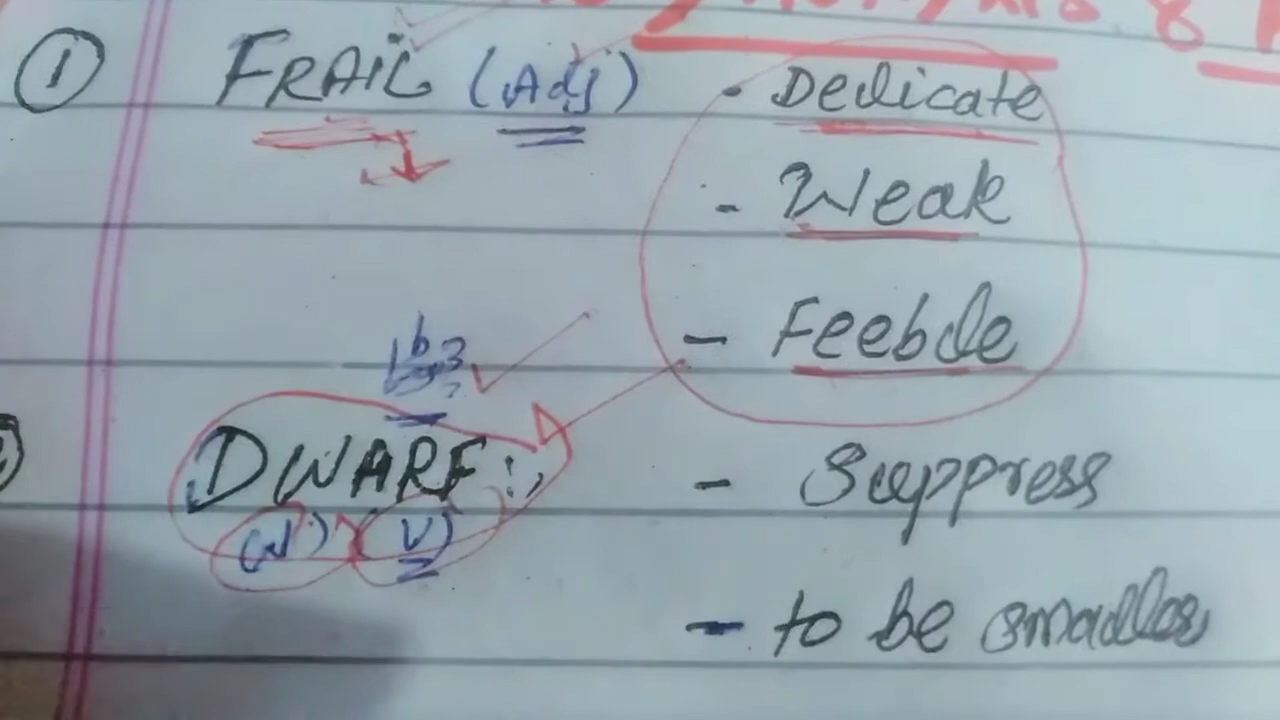 ① FRAIL (Adj) - Delicate
- Weak
- Feeble
DWARF:, - Suppress
(N) (V)
- to be smaller